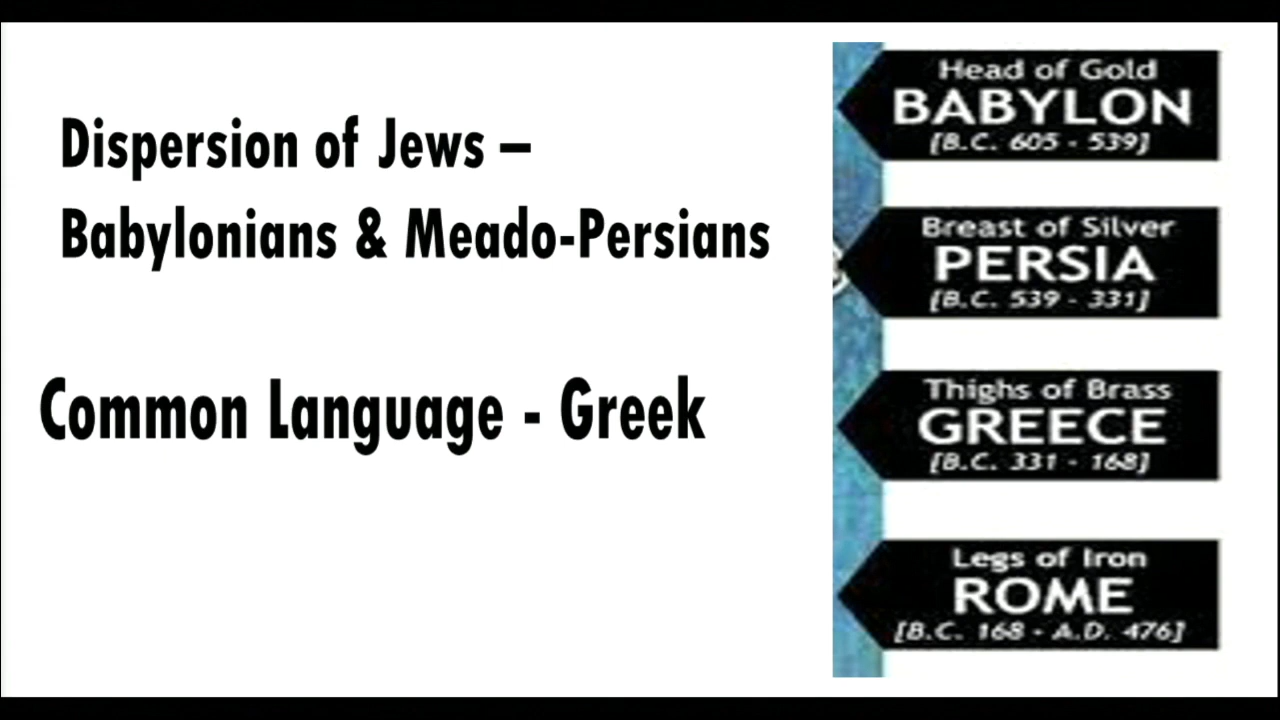 Dispersion of Jews –
Babylonians & Meado-Persians
Common Language - Greek
Head of Gold
BABYLON
[B.C. 605 - 539]
Breast of Silver
PERSIA
[B.C. 539 - 331]
Thighs of Brass
GREECE
[B.C. 331 - 168]
Legs of Iron
ROME
[B.C. 168 - A.D. 476]